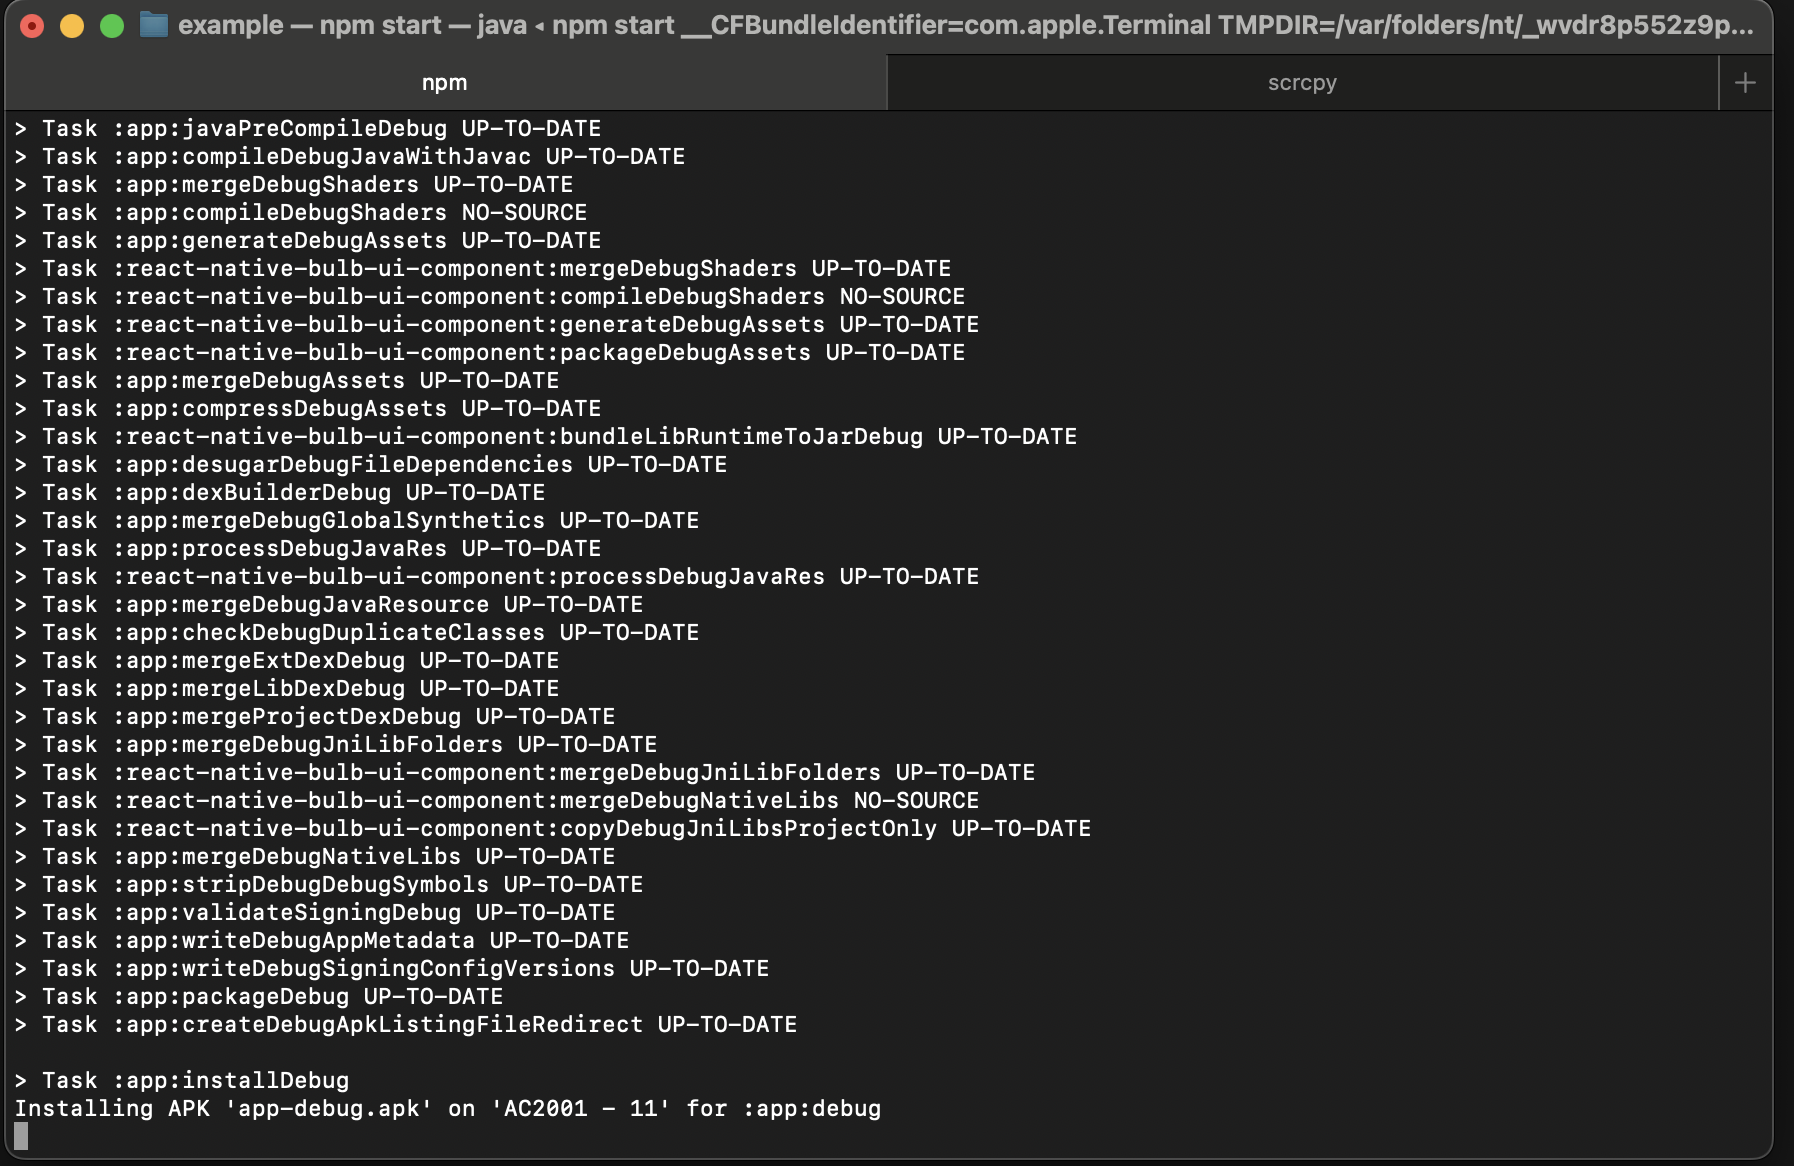 example — npm start — java ◂ npm start __CFBundleIdentifier=com.apple.Terminal TMPDIR=/var/folders/nt/_wvdr8p552z9p...
npm
scrcpy
+
> Task :app:javaPreCompileDebug UP-TO-DATE
> Task :app:compileDebugJavaWithJavac UP-TO-DATE
> Task :app:mergeDebugShaders UP-TO-DATE
> Task :app:compileDebugShaders NO-SOURCE
> Task :app:generateDebugAssets UP-TO-DATE
> Task :react-native-bulb-ui-component:mergeDebugShaders UP-TO-DATE
> Task :react-native-bulb-ui-component:compileDebugShaders NO-SOURCE
> Task :react-native-bulb-ui-component:generateDebugAssets UP-TO-DATE
> Task :react-native-bulb-ui-component:packageDebugAssets UP-TO-DATE
> Task :app:mergeDebugAssets UP-TO-DATE
> Task :app:compressDebugAssets UP-TO-DATE
> Task :react-native-bulb-ui-component:bundleLibRuntimeToJarDebug UP-TO-DATE
> Task :app:desugarDebugFileDependencies UP-TO-DATE
> Task :app:dexBuilderDebug UP-TO-DATE
> Task :app:mergeDebugGlobalSynthetics UP-TO-DATE
> Task :app:processDebugJavaRes UP-TO-DATE
> Task :react-native-bulb-ui-component:processDebugJavaRes UP-TO-DATE
> Task :app:mergeDebugJavaResource UP-TO-DATE
> Task :app:checkDebugDuplicateClasses UP-TO-DATE
> Task :app:mergeExtDexDebug UP-TO-DATE
> Task :app:mergeLibDexDebug UP-TO-DATE
> Task :app:mergeProjectDexDebug UP-TO-DATE
> Task :app:mergeDebugJniLibFolders UP-TO-DATE
> Task :react-native-bulb-ui-component:mergeDebugJniLibFolders UP-TO-DATE
> Task :react-native-bulb-ui-component:mergeDebugNativeLibs NO-SOURCE
> Task :react-native-bulb-ui-component:copyDebugJniLibsProjectOnly UP-TO-DATE
> Task :app:mergeDebugNativeLibs UP-TO-DATE
> Task :app:stripDebugDebugSymbols UP-TO-DATE
> Task :app:validateSigningDebug UP-TO-DATE
> Task :app:writeDebugAppMetadata UP-TO-DATE
> Task :app:writeDebugSigningConfigVersions UP-TO-DATE
> Task :app:packageDebug UP-TO-DATE
> Task :app:createDebugApkListingFileRedirect UP-TO-DATE
> Task :app:installDebug
Installing APK 'app-debug.apk' on 'AC2001 - 11' for :app:debug